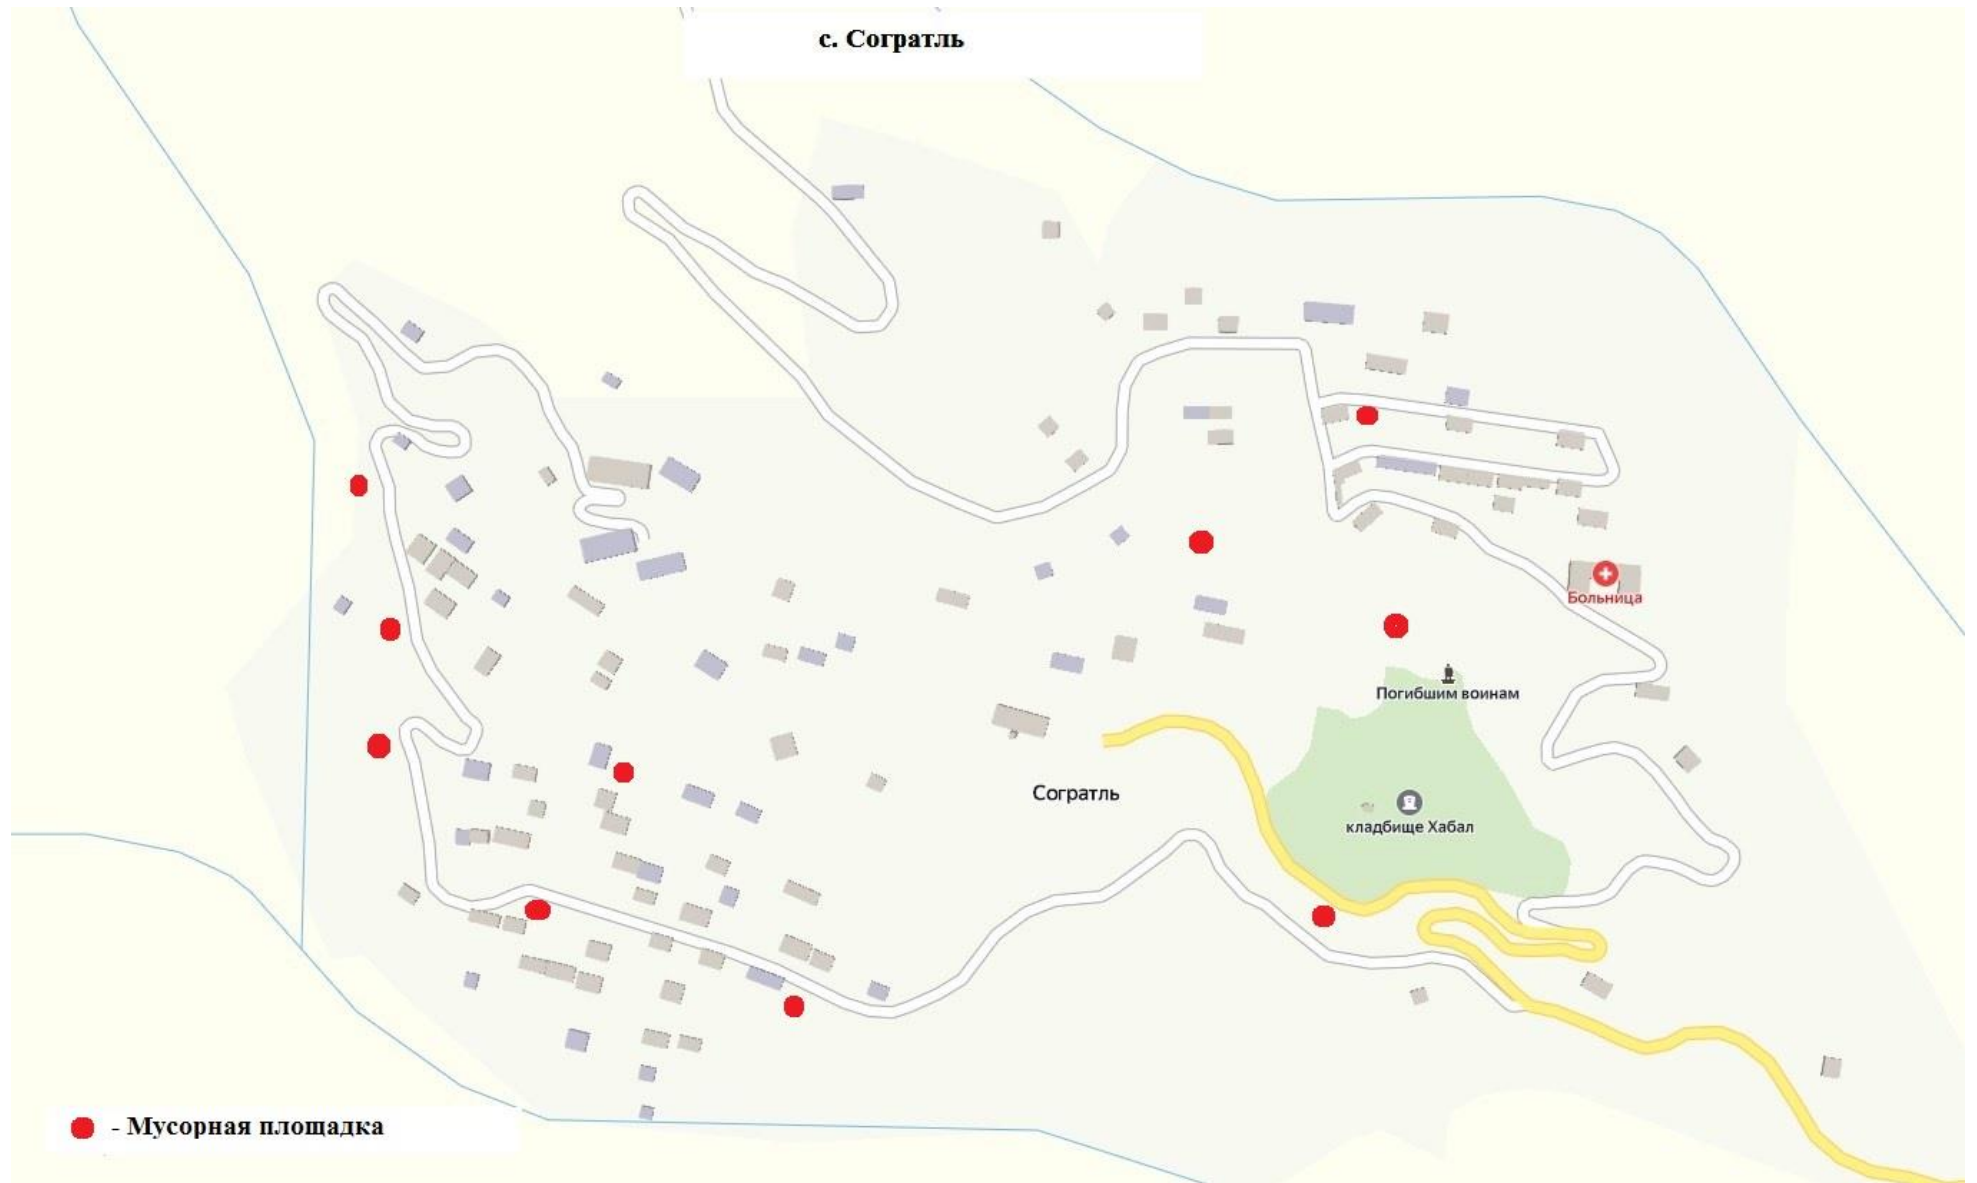 с. Согратль
Больница
Погибшим воинам
Согратль
кладбище Хабал
- Мусорная площадка